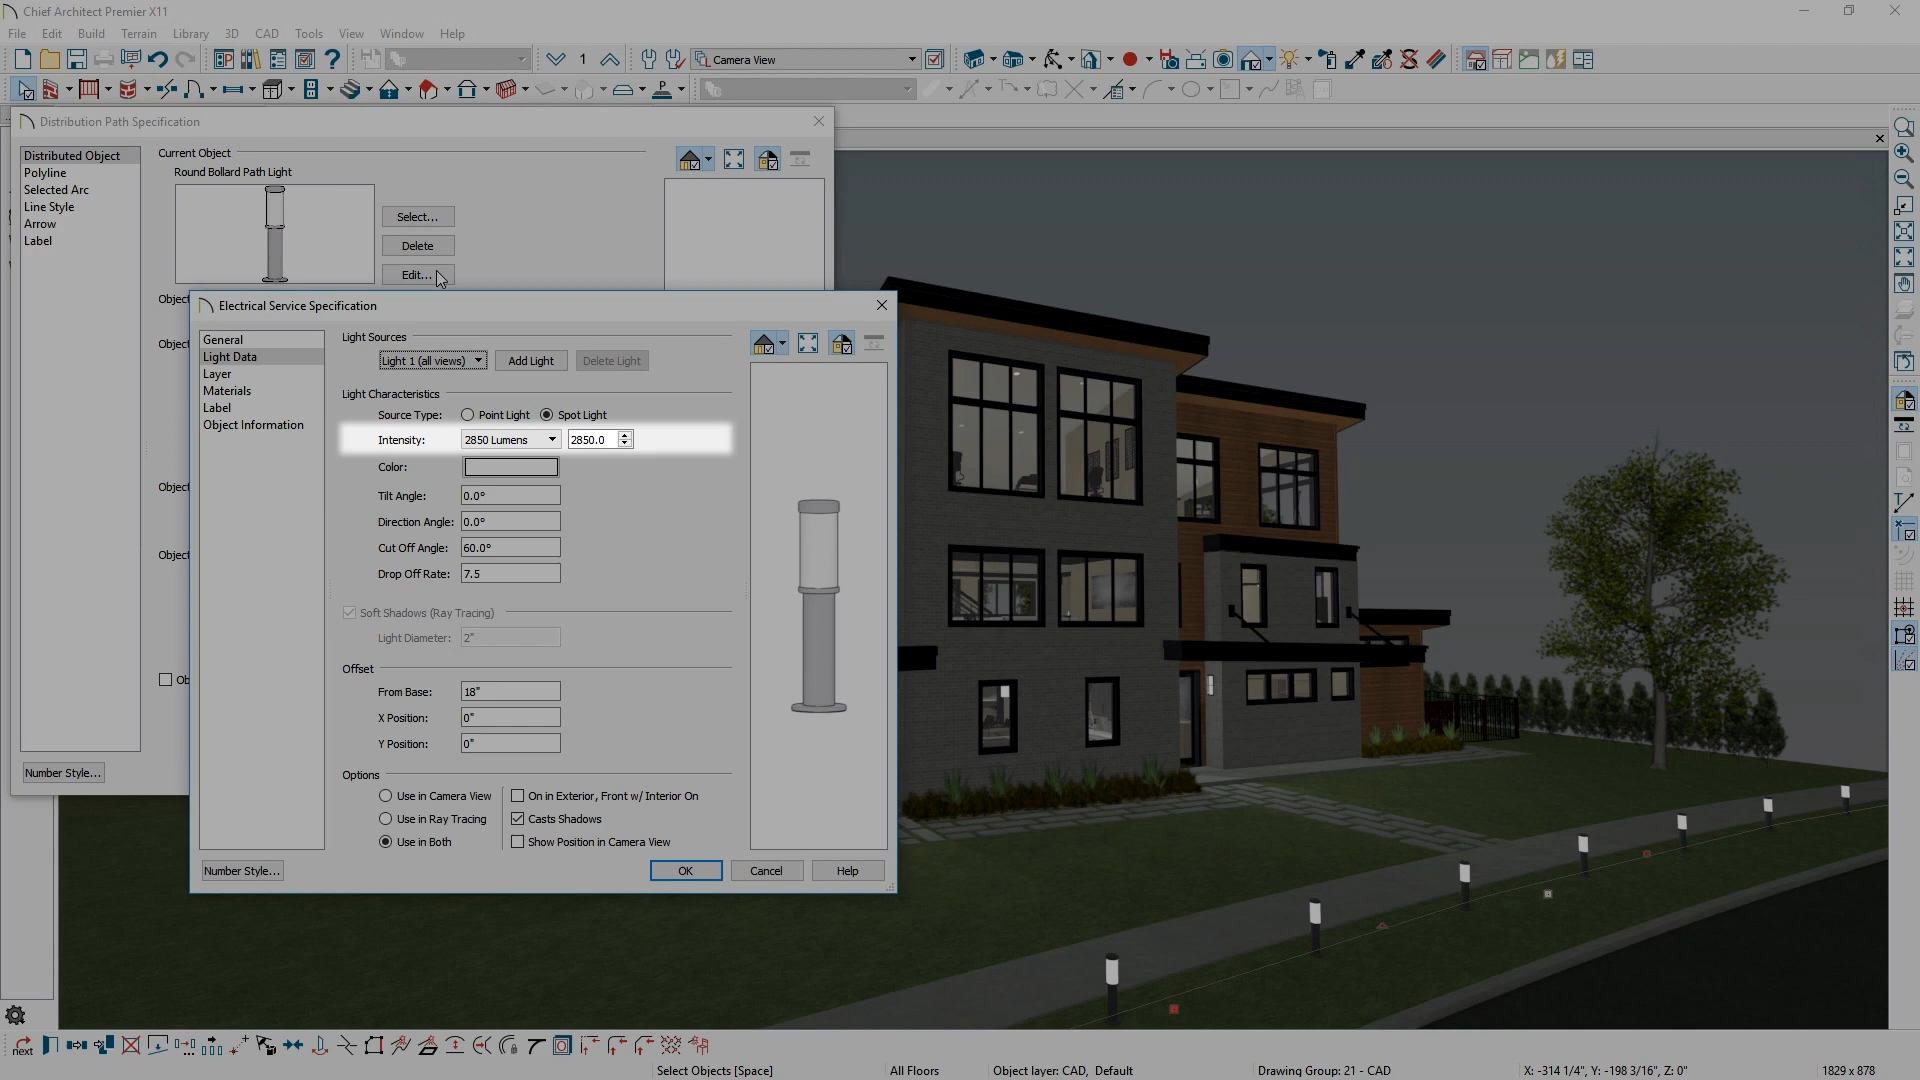 Chief Architect Premier X11
File Edit Build Terrain Library 3D CAD Tools View Window Help
1
Camera View
Distribution Path Specification
Distributed Object
Polyline
Selected Arc
Line Style
Arrow
Label
Current Object
Round Bollard Path Light
Select...
Delete
Edit...
Objec
Objec
Objec
Objec
Ob
Number Style...
Electrical Service Specification
General
Light Data
Layer
Materials
Label
Object Information
Light Sources
Light 1 (all views) Add Light Delete Light
Light Characteristics
Source Type: Point Light Spot Light
Intensity: 2850 Lumens 2850.0
Color:
Tilt Angle: 0.0°
Direction Angle: 0.0°
Cut Off Angle: 60.0°
Drop Off Rate: 7.5
Soft Shadows (Ray Tracing)
Light Diameter: 2"
Offset
From Base: 18"
X Position: 0"
Y Position: 0"
Options
Use in Camera View On in Exterior, Front w/ Interior On
Use in Ray Tracing Casts Shadows
Use in Both Show Position in Camera View
Number Style... OK Cancel Help
next
Select Objects [Space] All Floors Object layer: CAD, Default Drawing Group: 21 - CAD X: -314 1/4", Y: -198 3/16", Z: 0" 1829 x 878